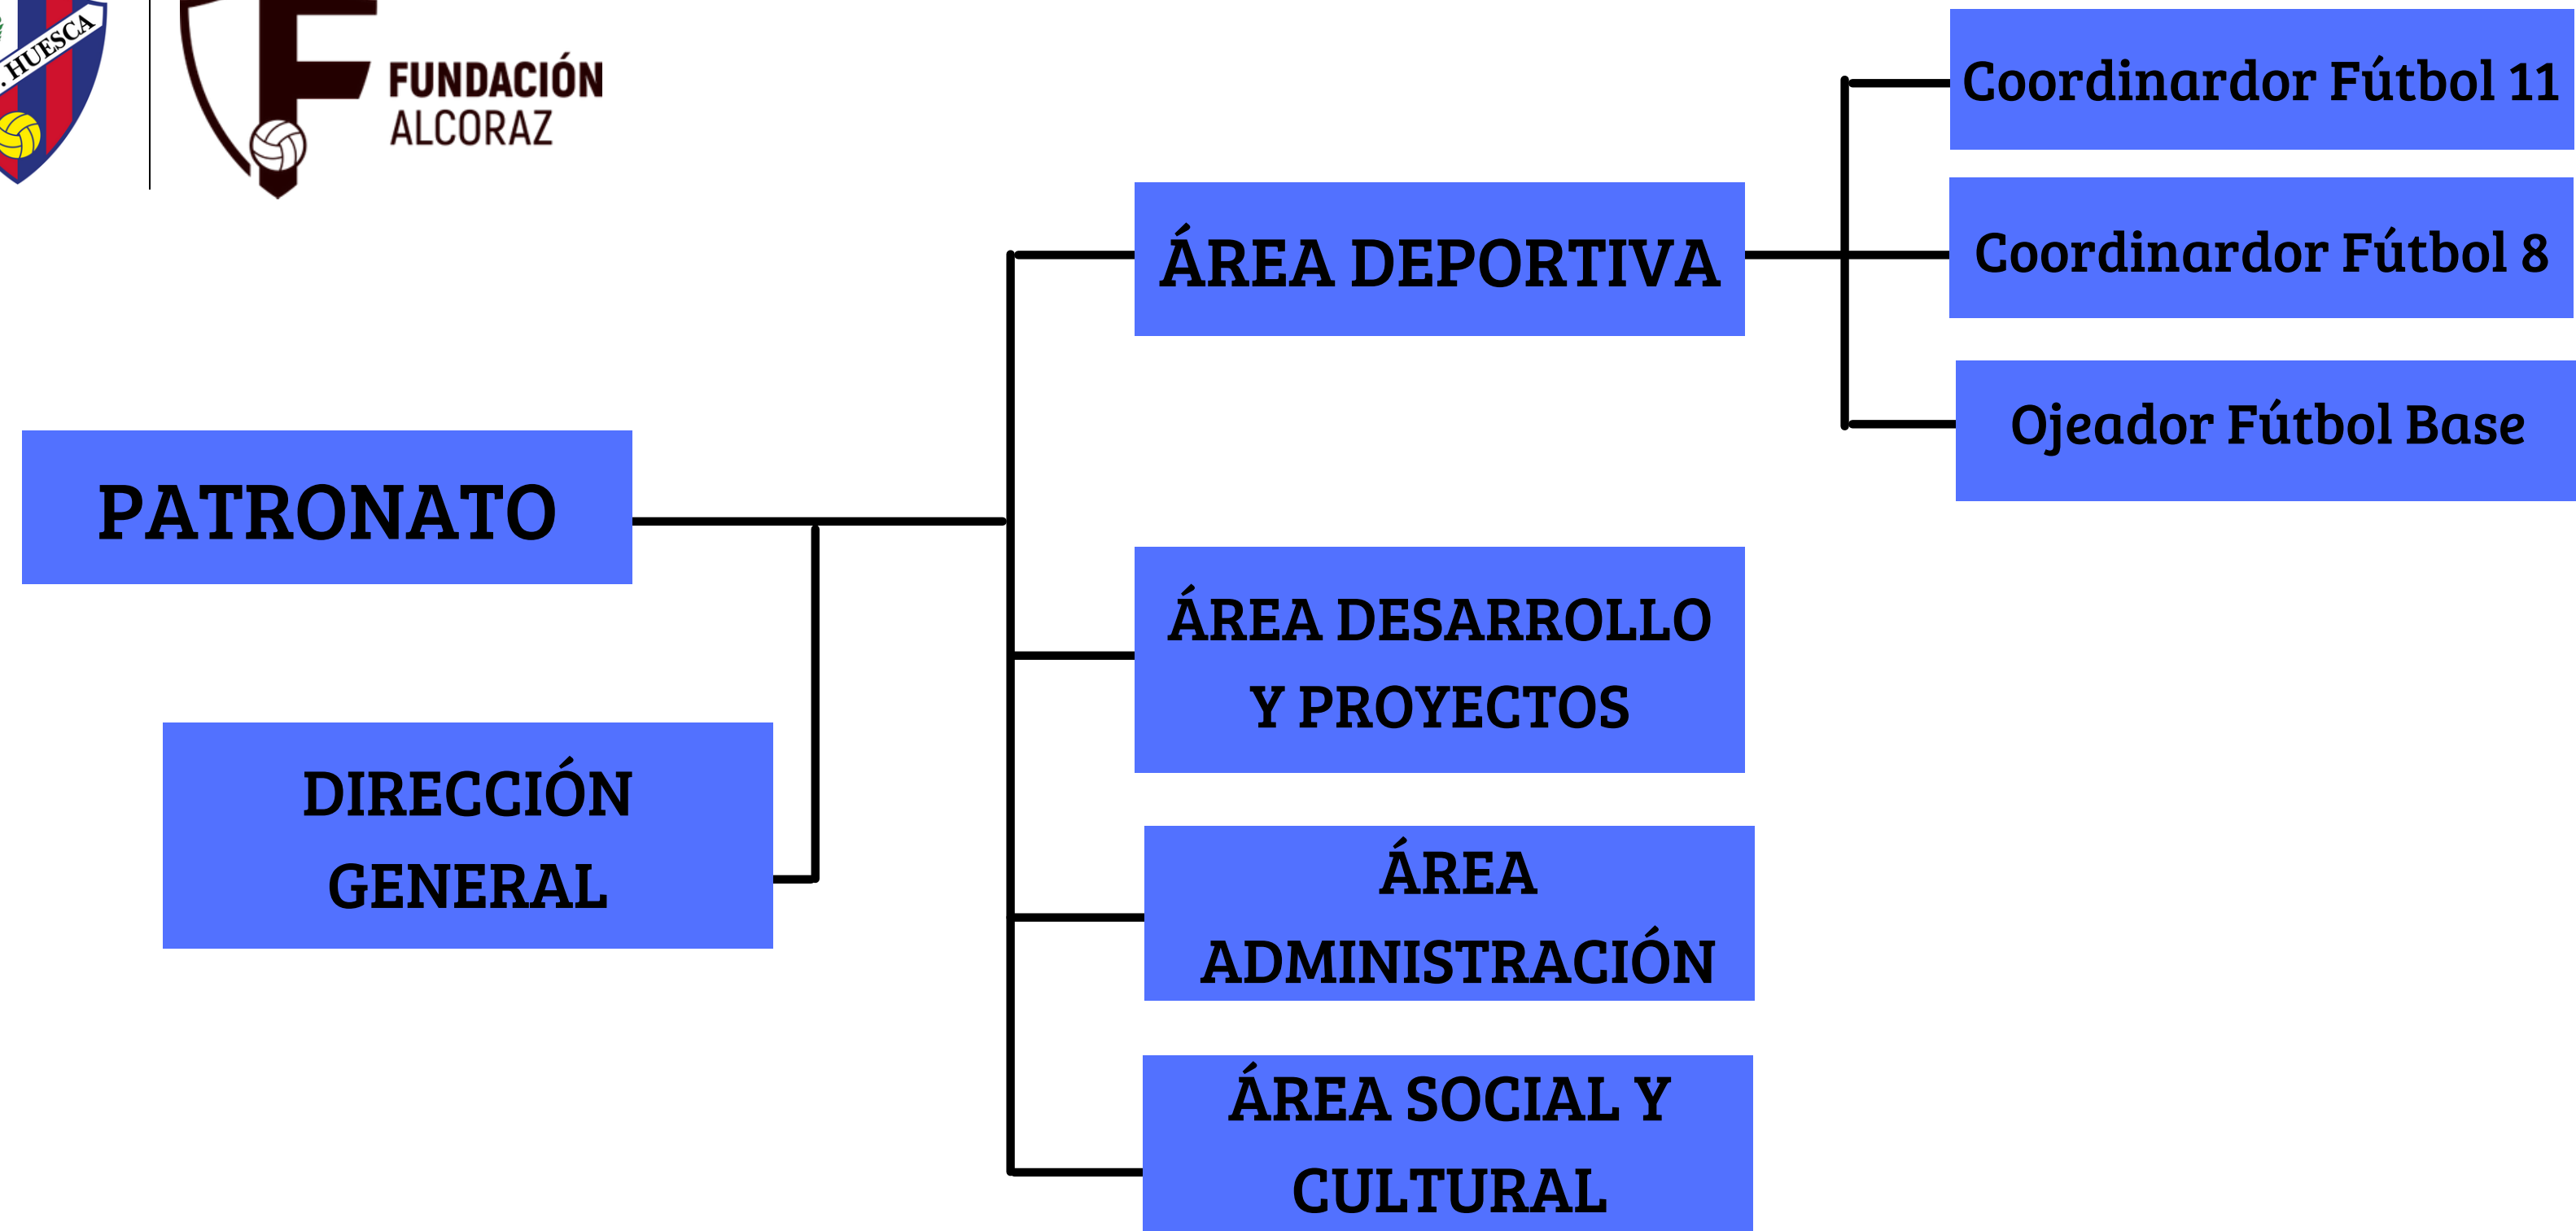 . HUESCA
FUNDACIÓN
ALCORAZ
Coordinardor Fútbol 11
ÁREA DEPORTIVA
Coordinardor Fútbol 8
Ojeador Fútbol Base
PATRONATO
ÁREA DESARROLLO
Y PROYECTOS
DIRECCIÓN
GENERAL
ÁREA
ADMINISTRACIÓN
ÁREA SOCIAL Y
CULTURAL